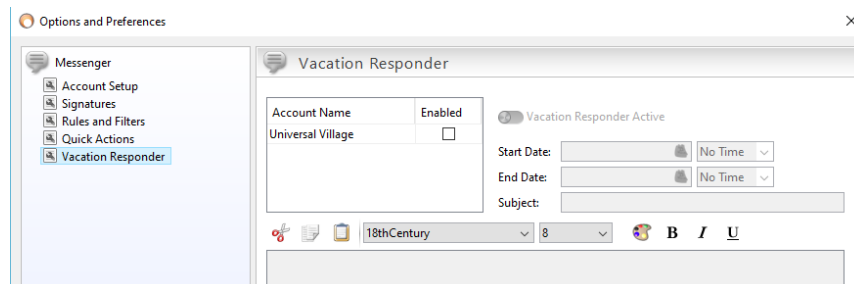 Options and Preferences
Messenger
Account Setup
Signatures
Rules and Filters
Quick Actions
Vacation Responder
Vacation Responder
Account Name Enabled
Universal Village
Vacation Responder Active
Start Date: No Time
End Date: No Time
Subject:
18thCentury 8 B I U